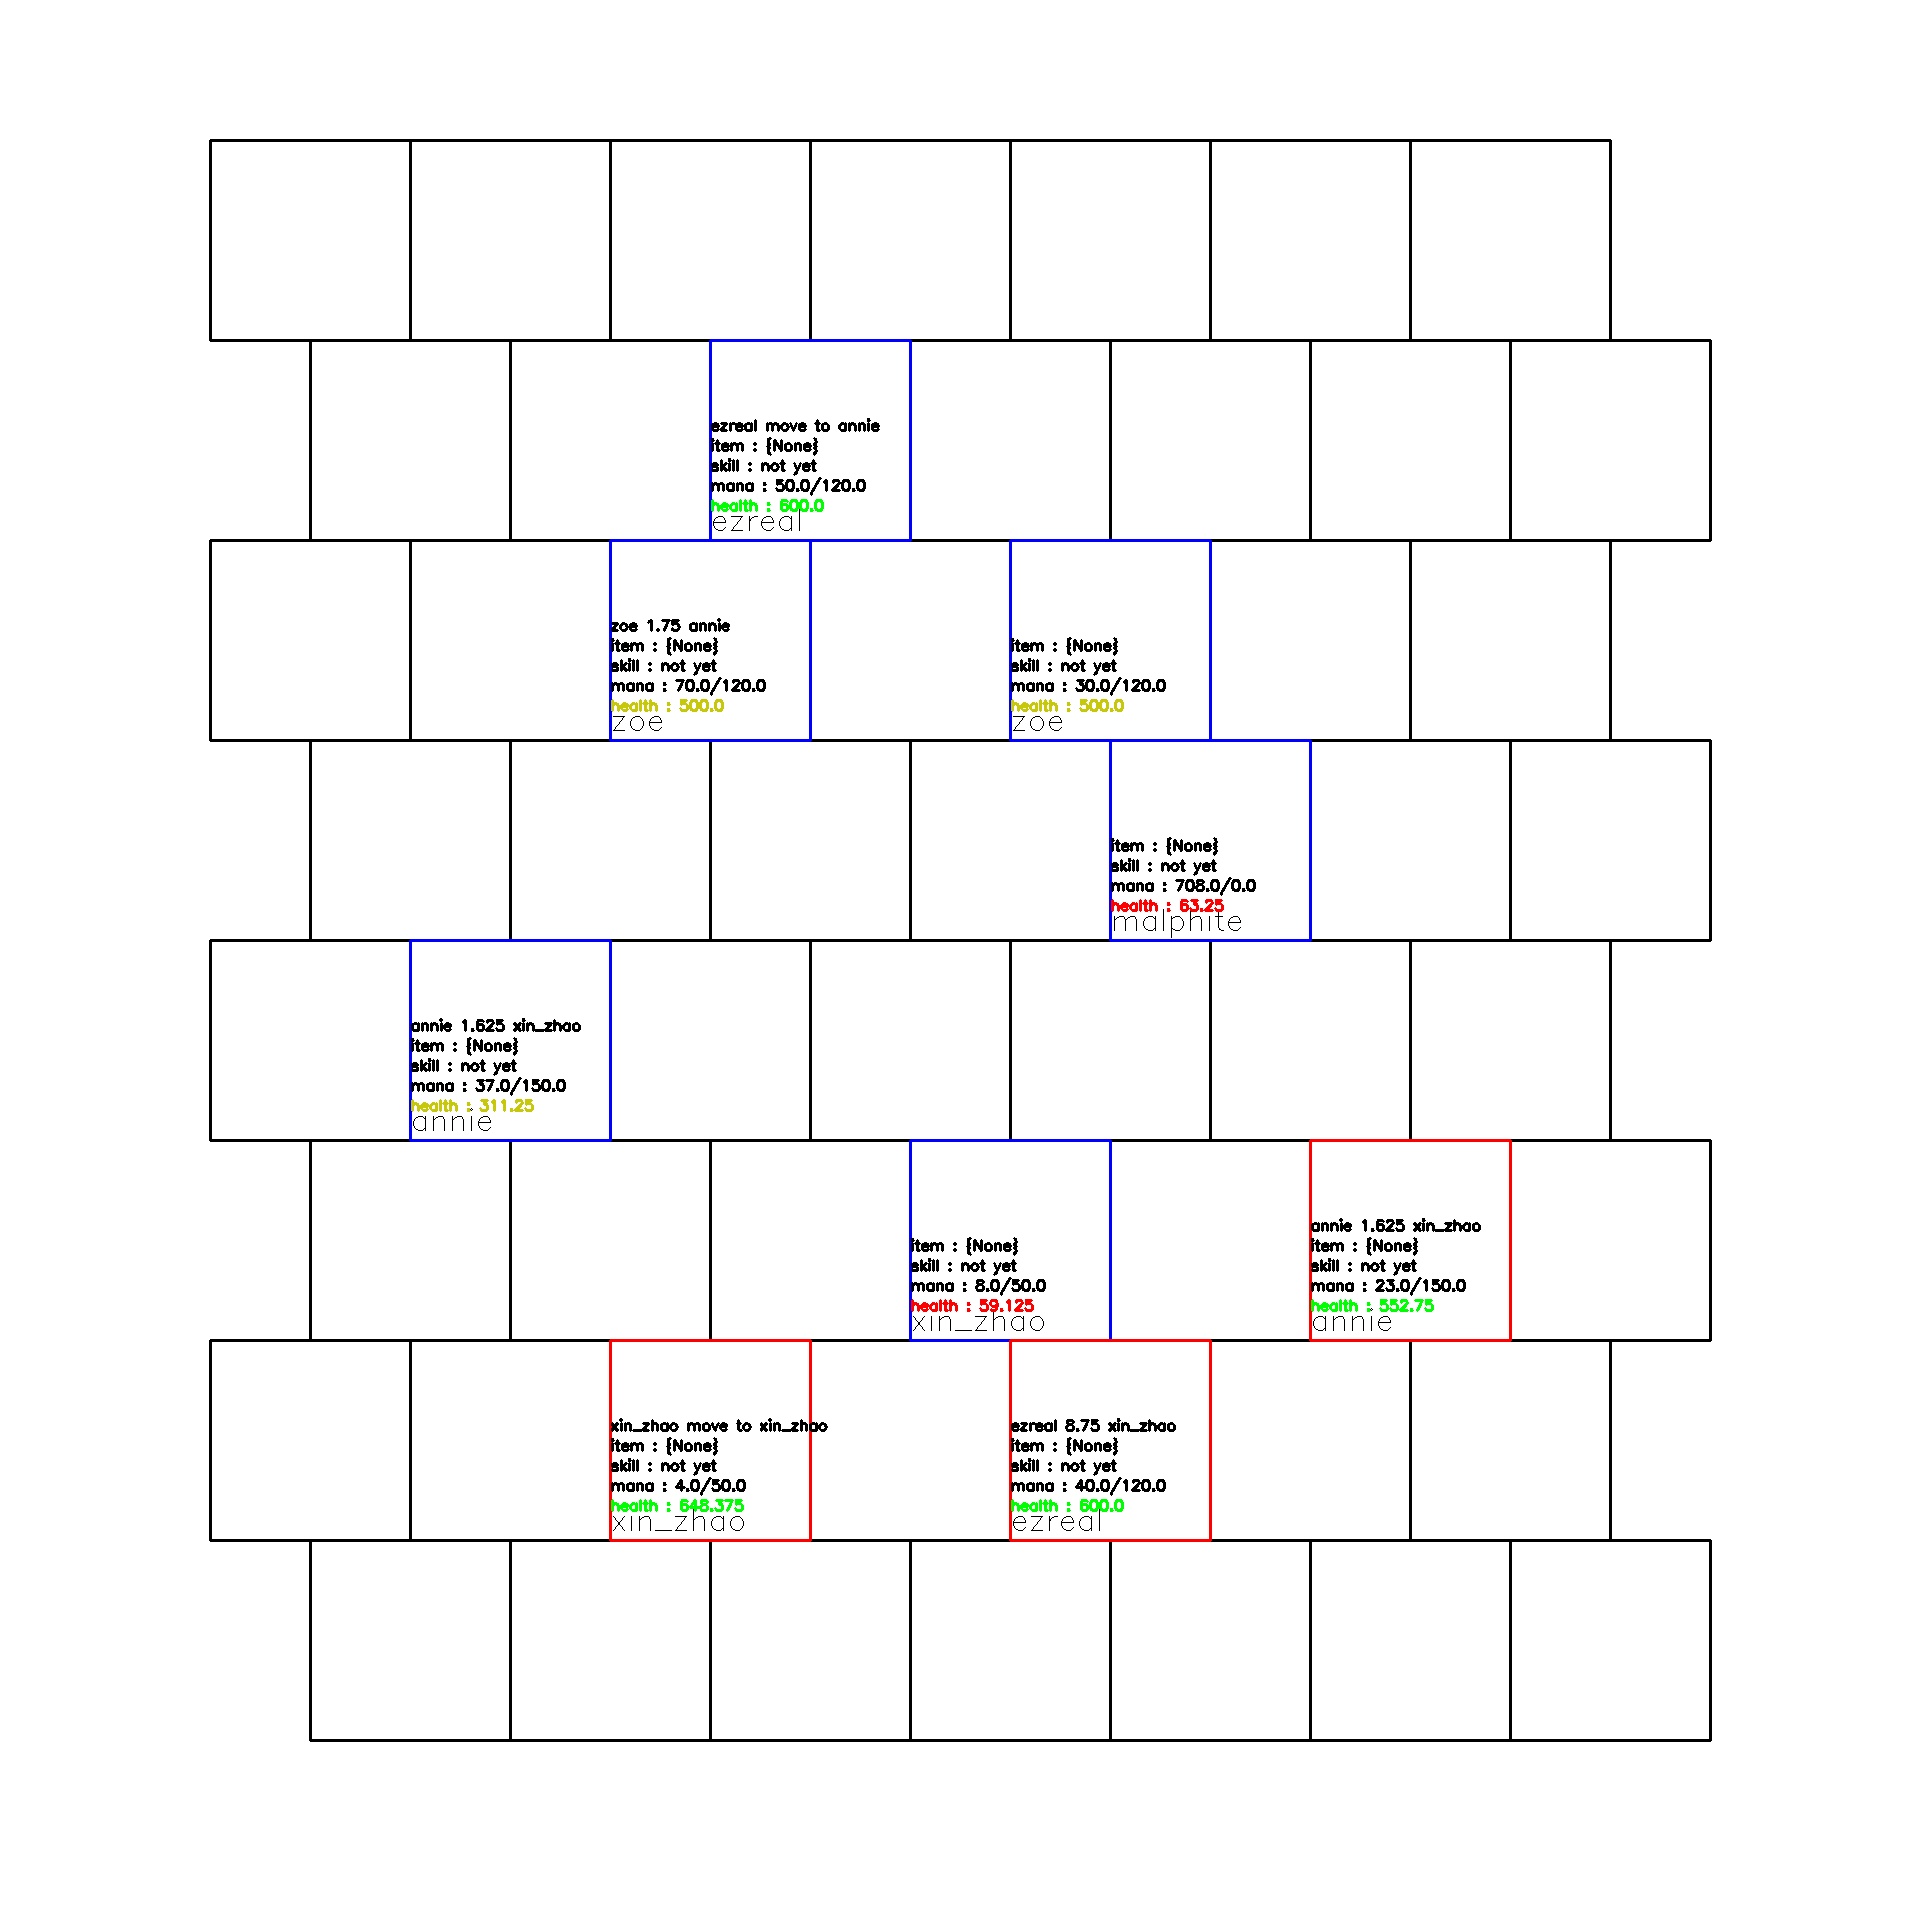 ezreal move to annie
item : {None}
skill : not yet
mana : 50.0/120.0
health : 600.0
ezreal
zoe 1.75 annie
item : {None}
skill : not yet
mana : 70.0/120.0
health : 500.0
zoe
item : {None}
skill : not yet
mana : 30.0/120.0
health : 500.0
zoe
item : {None}
skill : not yet
mana : 708.0/0.0
health : 63.25
malphite
annie 1.625 xin_zhao
item : {None}
skill : not yet
mana : 37.0/150.0
health : 311.25
annie
item : {None}
skill : not yet
mana : 8.0/50.0
health : 59.125
xin_zhao
annie 1.625 xin_zhao
item : {None}
skill : not yet
mana : 23.0/150.0
health : 552.75
annie
xin_zhao move to xin_zhao
item : {None}
skill : not yet
mana : 4.0/50.0
health : 648.375
xin_zhao
ezreal 8.75 xin_zhao
item : {None}
skill : not yet
mana : 40.0/120.0
health : 600.0
ezreal